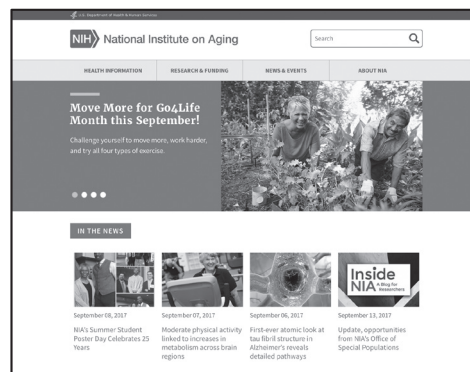 U.S. Department of Health & Human Services
NIH National Institute on Aging
Search
HEALTH INFORMATION
RESEARCH & FUNDING
NEWS & EVENTS
ABOUT NIA
Move More for Go4Life
Month this September!
Challenge yourself to move more, work harder,
and try all four types of exercise.
IN THE NEWS
September 08, 2017
NIA's Summer Student
Poster Day Celebrates 25
Years
September 07, 2017
Moderate physical activity
linked to increases in
metabolism across brain
regions
September 06, 2017
First-ever atomic look at
tau fibril structure in
Alzheimer's reveals
detailed pathways
Inside
NIA A Blog for
Researchers
September 13, 2017
Update, opportunities
from NIA's Office of
Special Populations